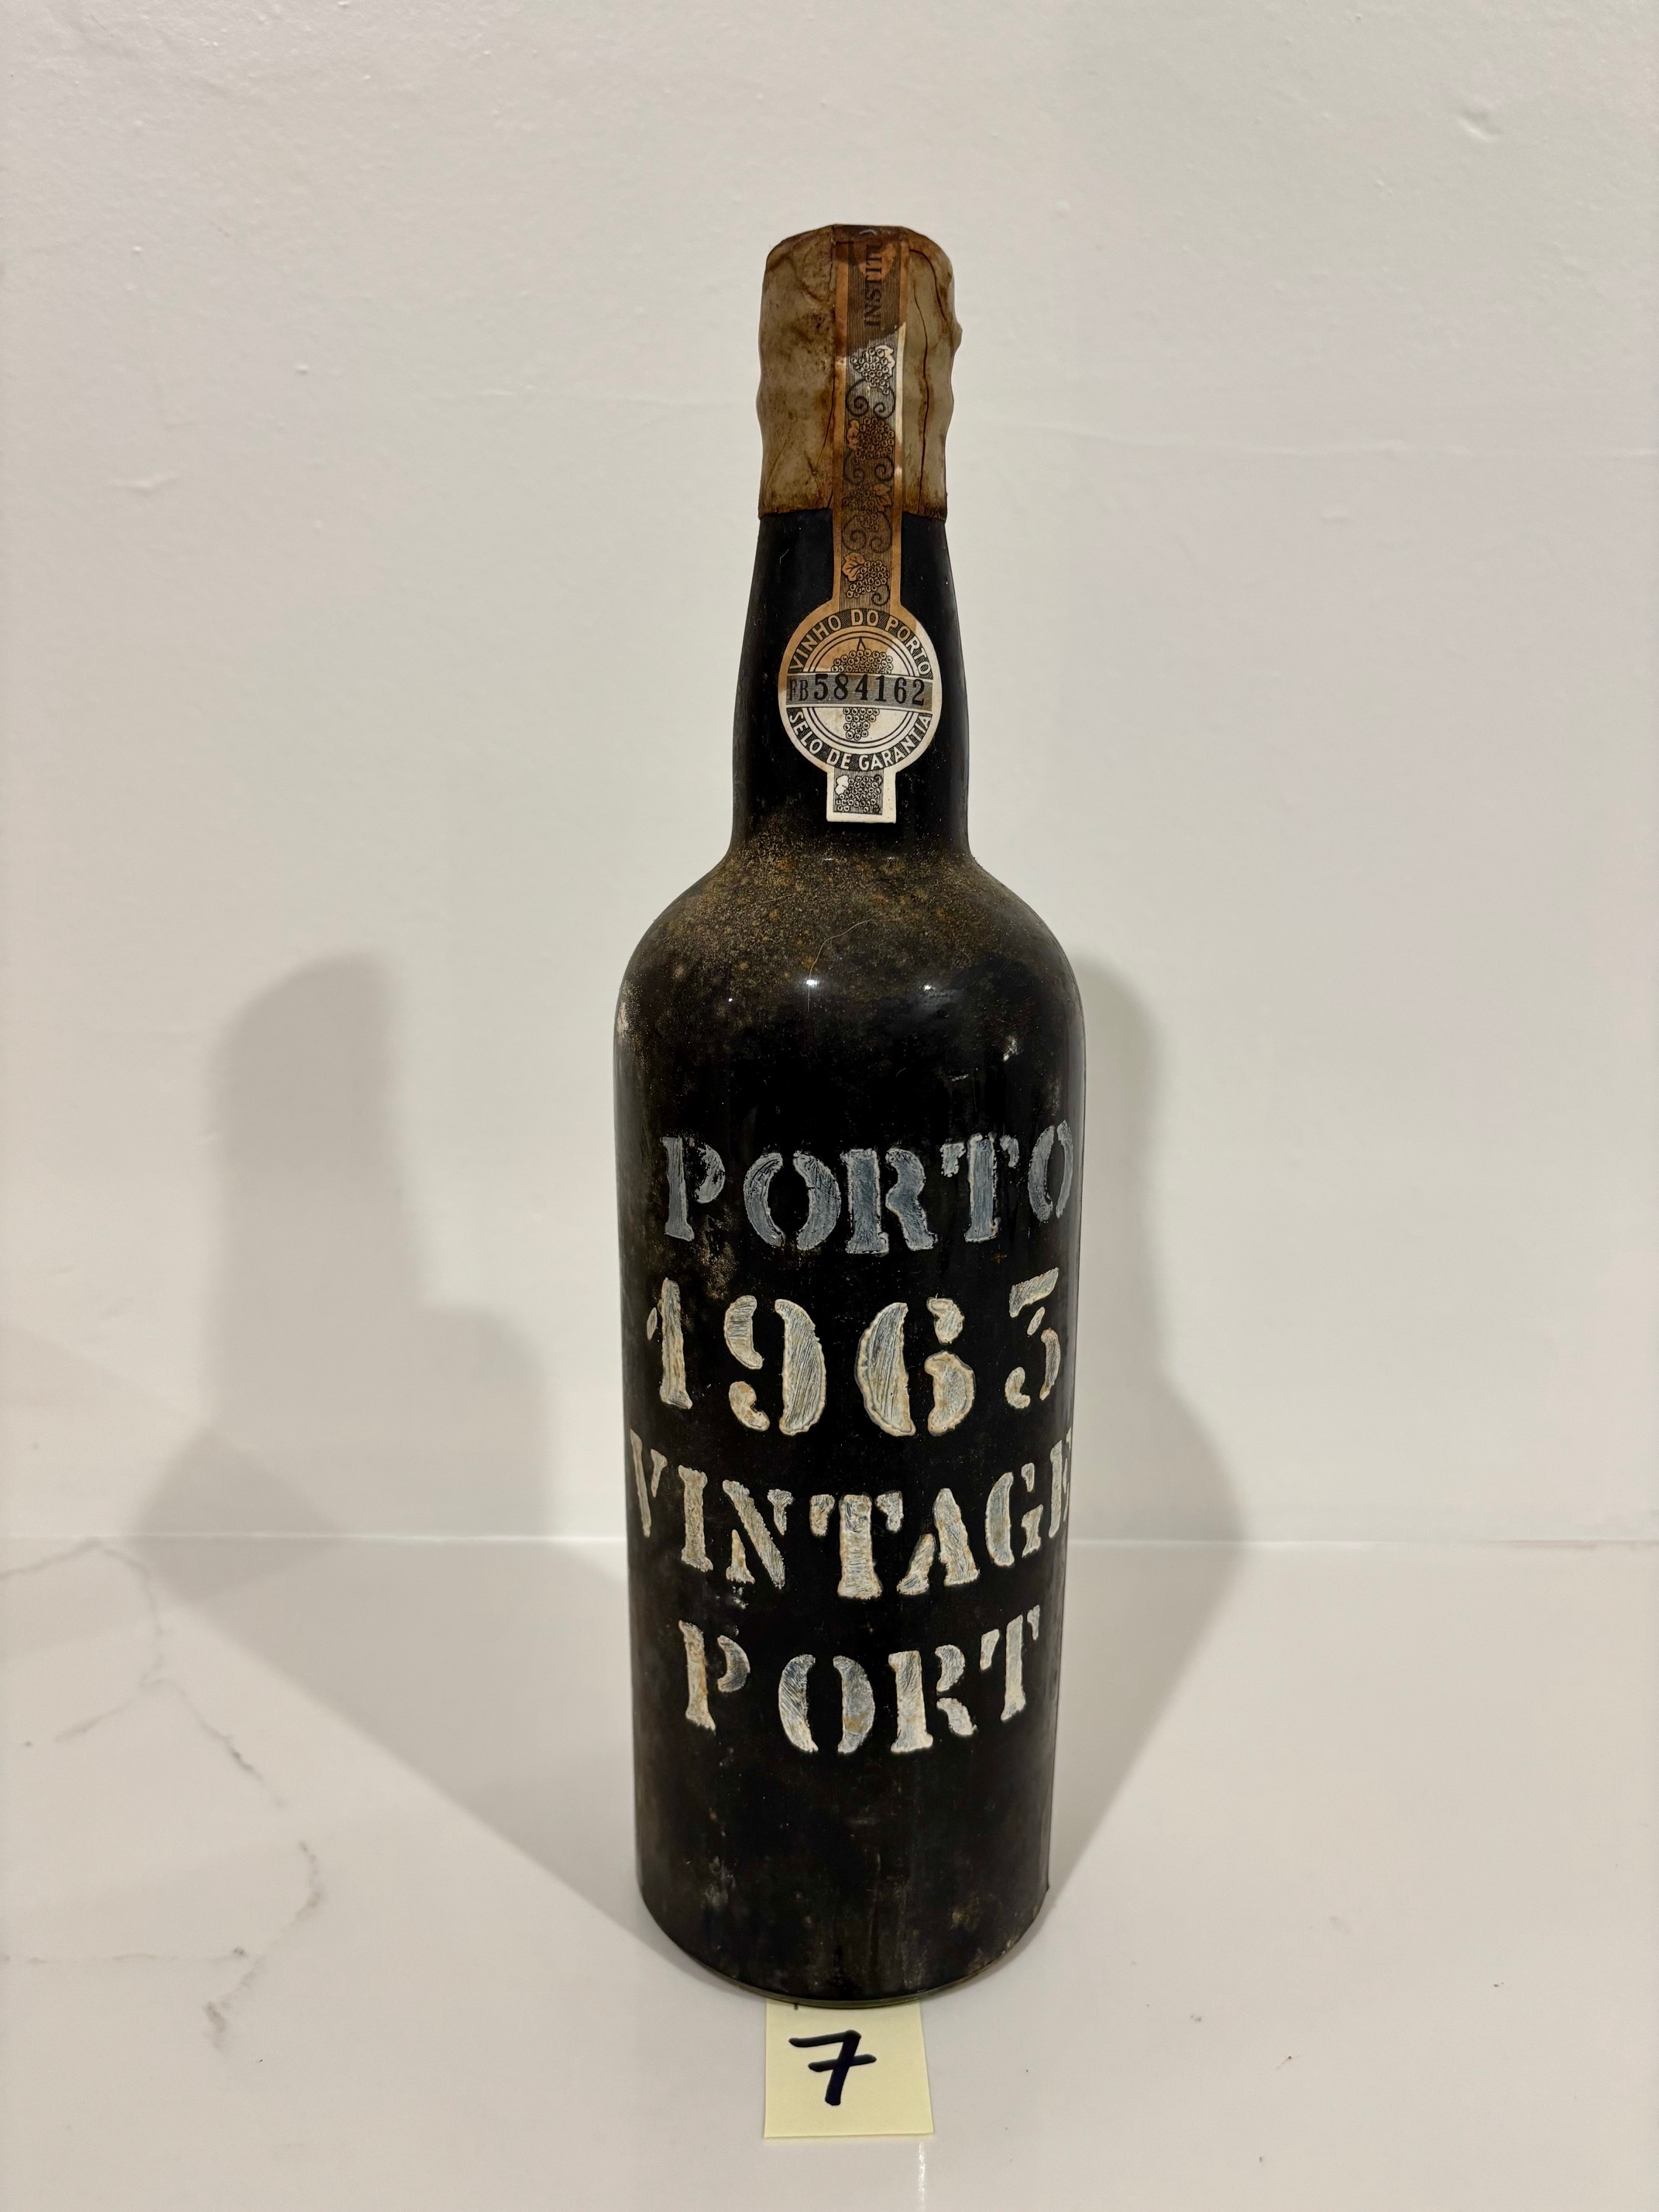 INSTITU
VINHO DO PORTO
FB584162
SELO DE GARANTIA
PORTO
1963
VINTAGE
PORT
7